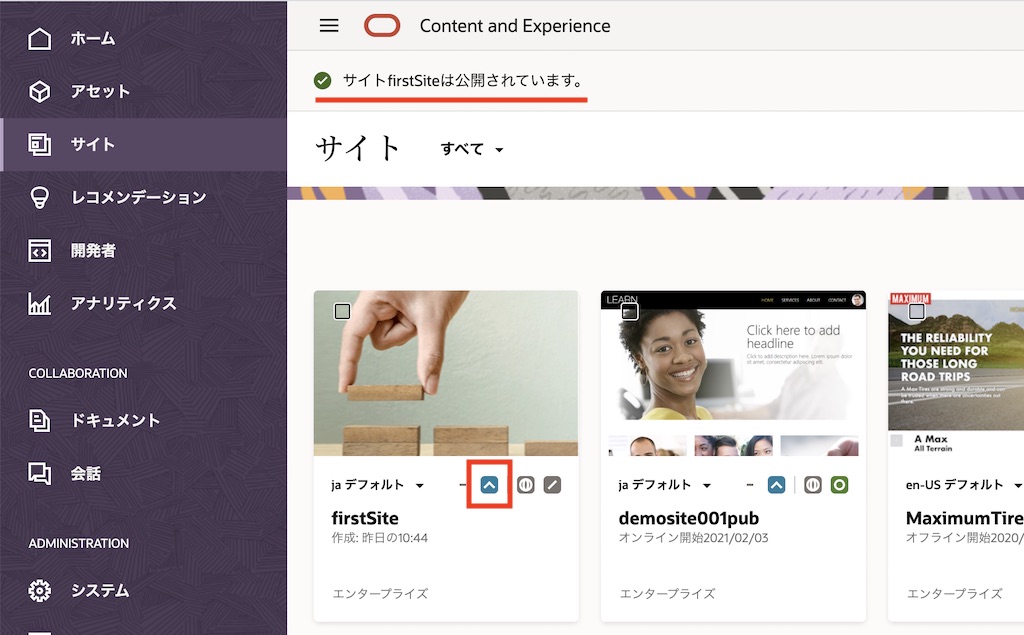 ホーム
アセット
サイト
レコメンデーション
開発者
アナリティクス
COLLABORATION
ドキュメント
会話
ADMINISTRATION
システム
Content and Experience
サイトfirstSiteは公開されています。
サイト すべて
ja デフォルト
firstSite
作成: 昨日の10:44
エンタープライズ
LEARN
HOME SERVICES ABOUT CONTACT
Click here to add
headline
ja デフォルト
demosite001pub
オンライン開始2021/02/03
エンタープライズ
MAXIMUM
THE RELIABILITY
YOU NEED FOR
THOSE LONG
ROAD TRIPS
A Max
All Terrain
en-US デフォルト
MaximumTire
オフライン開始2020/
エンタープライズ